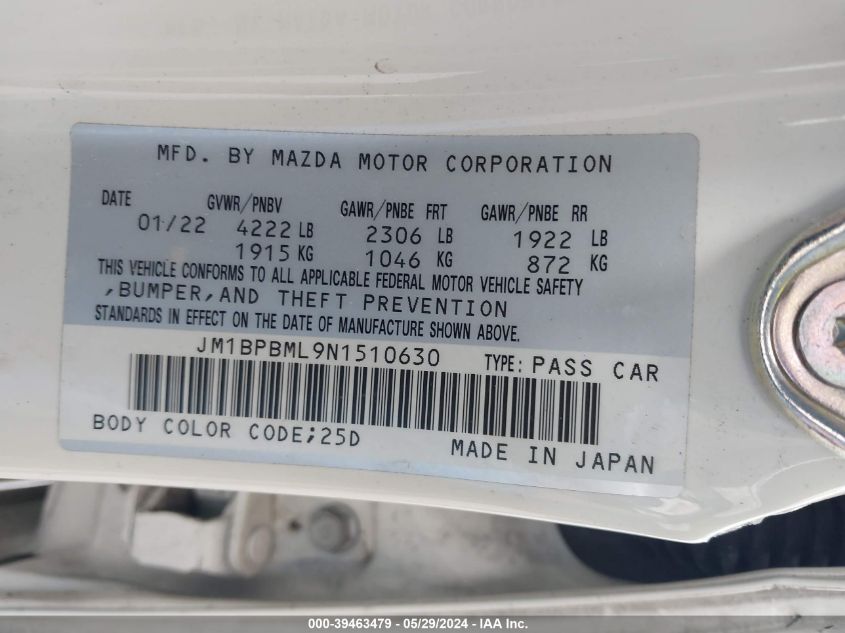 MFD. BY MAZDA MOTOR CORPORATION
DATE GVWR/PNBV GAWR/PNBE FRT GAWR/PNBE RR
01/22 4222 LB 2306 LB 1922 LB
1915 KG 1046 KG 872 KG
THIS VEHICLE CONFORMS TO ALL APPLICABLE FEDERAL MOTOR VEHICLE SAFETY
,BUMPER,AND THEFT PREVENTION
STANDARDS IN EFFECT ON THE DATE OF MANUFACTURE SHOWN ABOVE.
JM1BPBML9N1510630 TYPE: PASS CAR
BODY COLOR CODE;25D MADE IN JAPAN
000-39463479 - 05/29/2024 - IAA Inc.